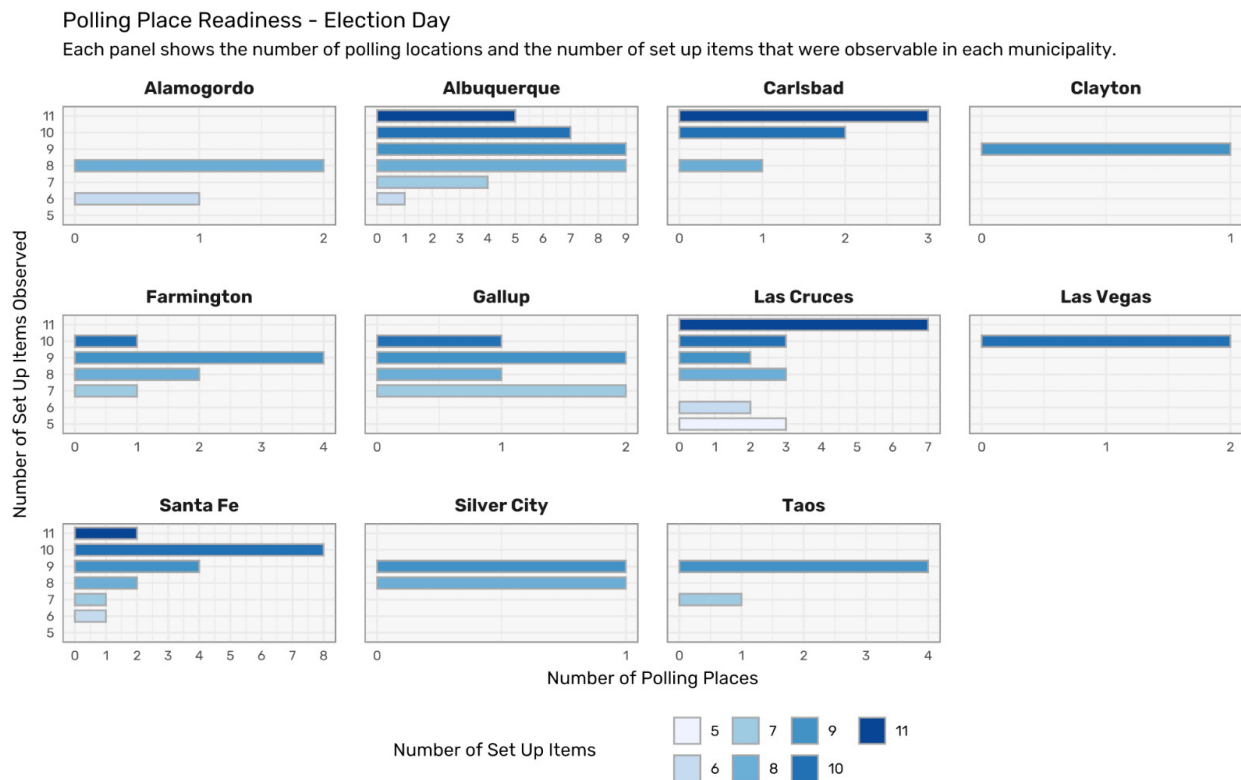 Polling Place Readiness - Election Day
Each panel shows the number of polling locations and the number of set up items that were observable in each municipality.
Alamogordo
Albuquerque
Carlsbad
Clayton
11
10
9
8
7
6
5
0 1 2
0 1 2 3 4 5 6 7 8 9
0 1 2 3
0 1
Number of Set Up Items Observed
Farmington
Gallup
Las Cruces
Las Vegas
11
10
9
8
7
6
5
0 1 2 3 4
0 1 2
0 1 2 3 4 5 6 7
0 1 2
Santa Fe
Silver City
Taos
11
10
9
8
7
6
5
0 1 2 3 4 5 6 7 8
0 1
0 1 2 3 4
Number of Polling Places
Number of Set Up Items
5 7 9 11
6 8 10